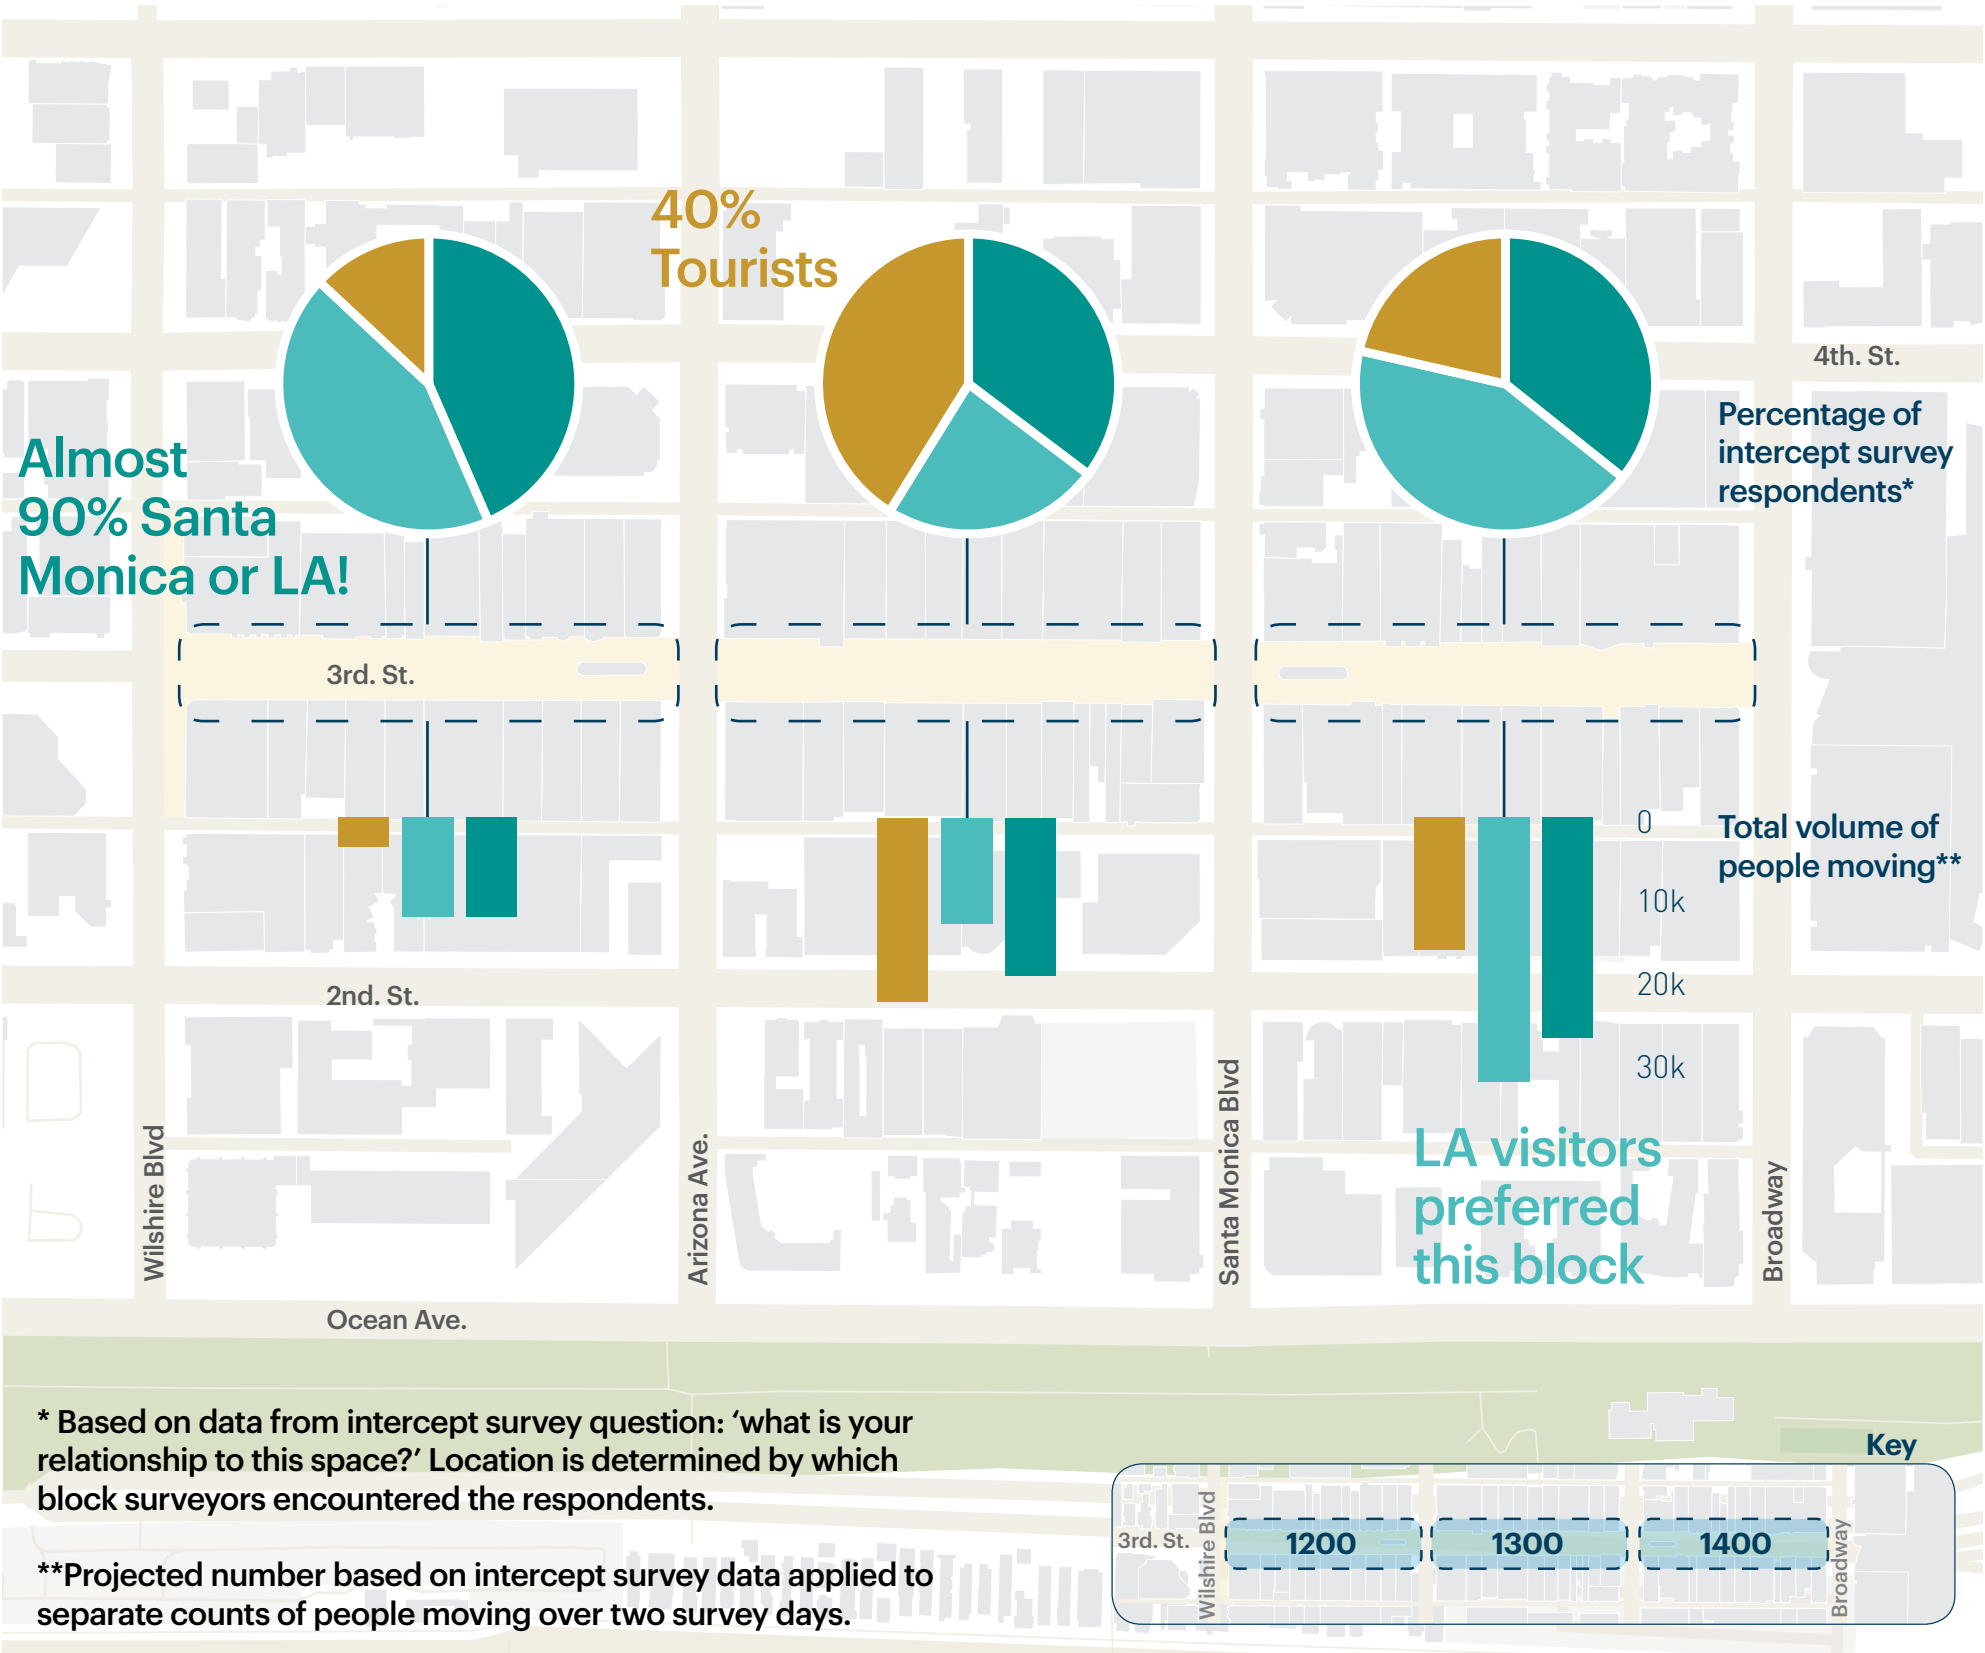 40%
Tourists
4th. St.
Percentage of
intercept survey
respondents*
Almost
90% Santa
Monica or LA!
3rd. St.
0
10k
20k
30k
Total volume of
people moving**
2nd. St.
Wilshire Blvd
Arizona Ave.
Santa Monica Blvd
Broadway
LA visitors
preferred
this block
Ocean Ave.
* Based on data from intercept survey question: ‘what is your
relationship to this space?’ Location is determined by which
block surveyors encountered the respondents.
**Projected number based on intercept survey data applied to
separate counts of people moving over two survey days.
Key
3rd. St.
Wilshire Blvd
1200
1300
1400
Broadway